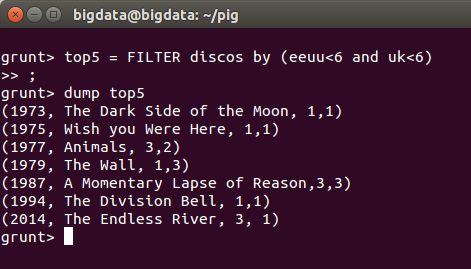 bigdata@bigdata: ~/pig
grunt> top5 = FILTER discos by (eeuu<6 and uk<6)
>> ;
grunt> dump top5
(1973, The Dark Side of the Moon, 1,1)
(1975, Wish you Were Here, 1,1)
(1977, Animals, 3,2)
(1979, The Wall, 1,3)
(1987, A Momentary Lapse of Reason,3,3)
(1994, The Division Bell, 1,1)
(2014, The Endless River, 3, 1)
grunt>